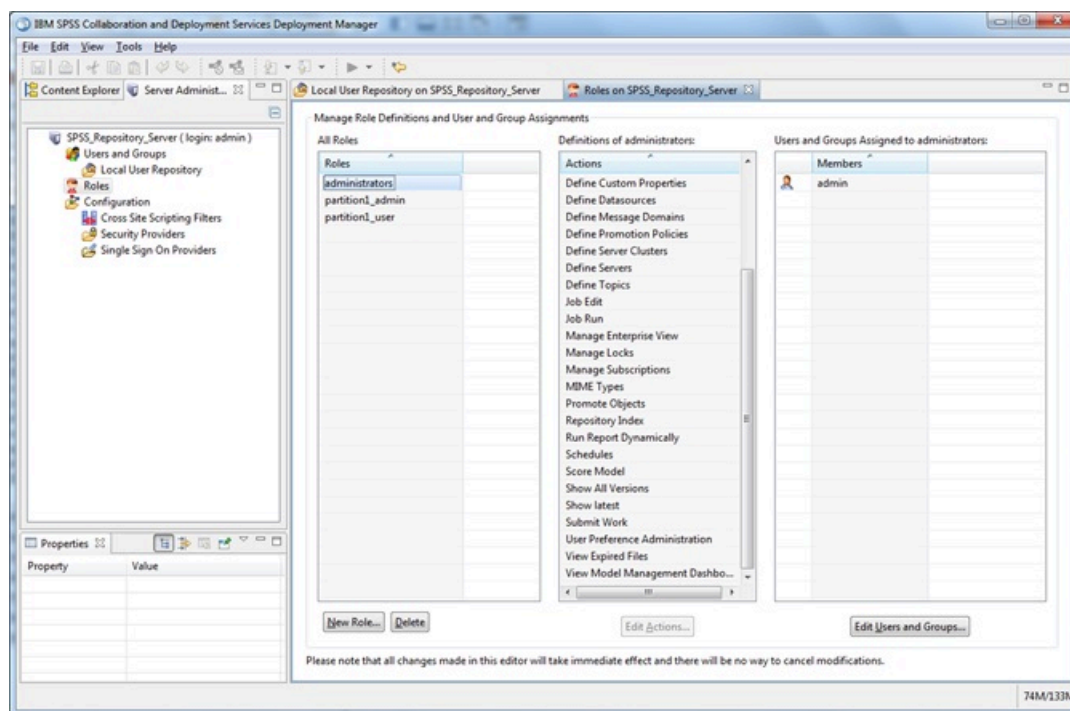 IBM SPSS Collaboration and Deployment Services Deployment Manager
File Edit View Tools Help
Content Explorer
Server Administ...
SPSS_Repository_Server ( login: admin )
Users and Groups
Local User Repository
Roles
Configuration
Cross Site Scripting Filters
Security Providers
Single Sign On Providers
Properties
Property Value
Local User Repository on SPSS_Repository_Server
Roles on SPSS_Repository_Server
Manage Role Definitions and User and Group Assignments
All Roles
Roles
administrators
partition1_admin
partition1_user
New Role... Delete
Definitions of administrators:
Actions
Define Custom Properties
Define Datasources
Define Message Domains
Define Promotion Policies
Define Server Clusters
Define Servers
Define Topics
Job Edit
Job Run
Manage Enterprise View
Manage Locks
Manage Subscriptions
MIME Types
Promote Objects
Repository Index
Run Report Dynamically
Schedules
Score Model
Show All Versions
Show latest
Submit Work
User Preference Administration
View Expired Files
View Model Management Dashbo...
Edit Actions...
Users and Groups Assigned to administrators:
Members
admin
Edit Users and Groups...
Please note that all changes made in this editor will take immediate effect and there will be no way to cancel modifications.
74M/133M